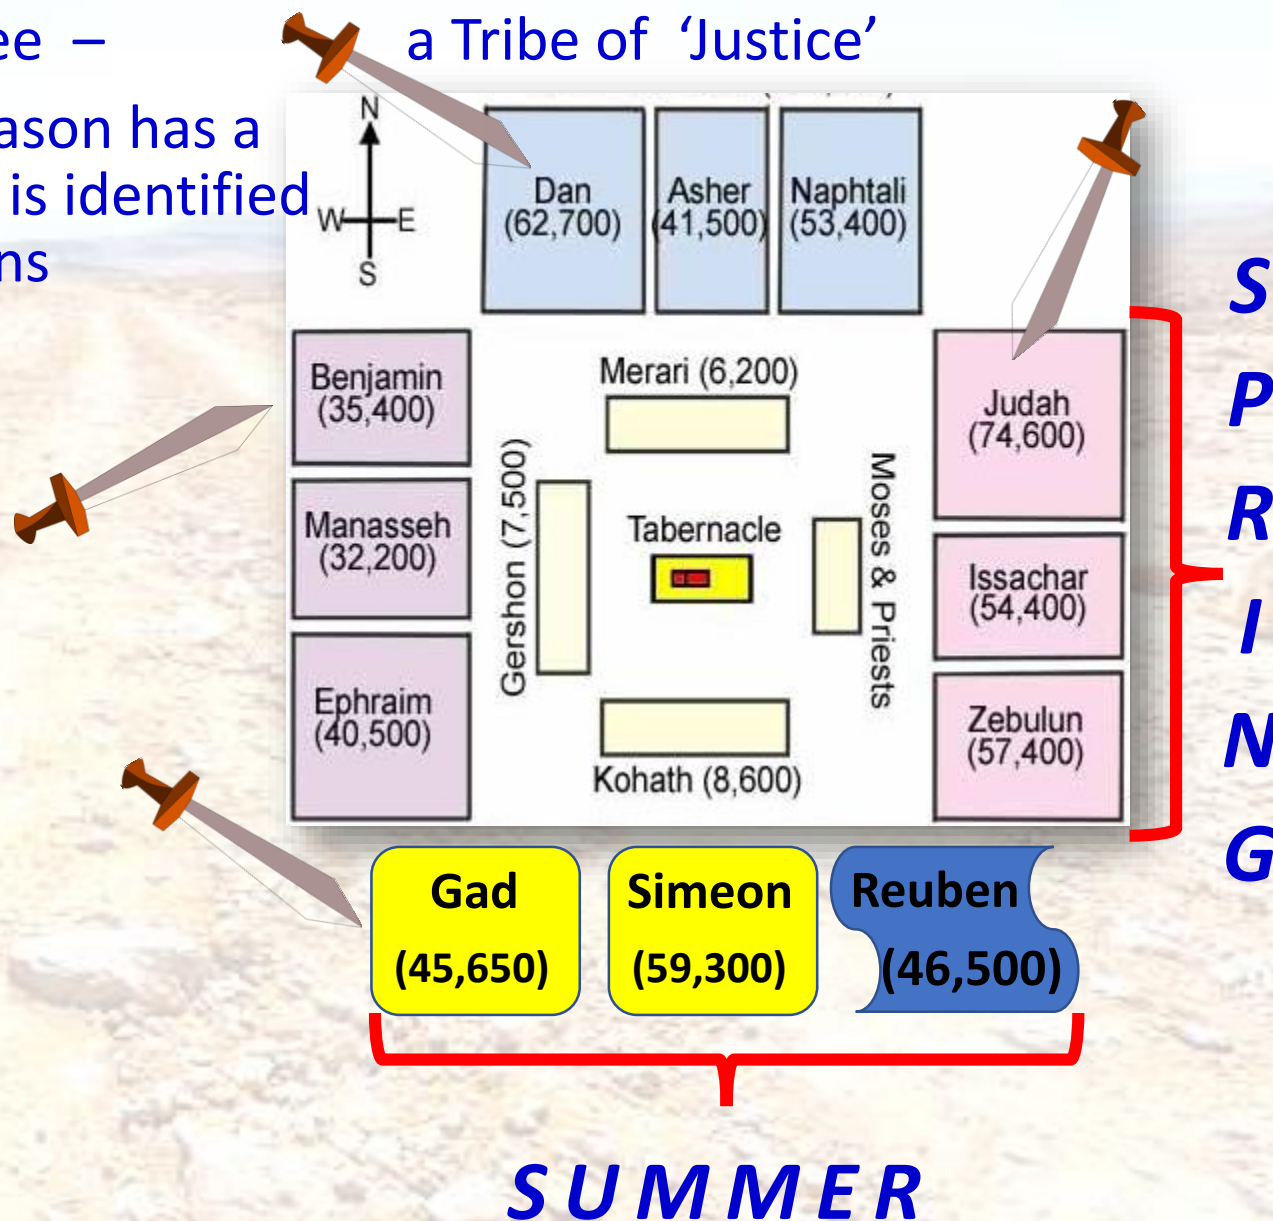 ee – a Tribe of ‘Justice’
ason has a
is identified
ns
N
W E
S
Dan
(62,700)
Asher
(41,500)
Naphtali
(53,400)
Benjamin
(35,400)
Manasseh
(32,200)
Ephraim
(40,500)
Merari (6,200)
Gershon (7,500)
Tabernacle
Moses & Priests
Kohath (8,600)
Judah
(74,600)
Issachar
(54,400)
Zebulun
(57,400)
SPRING
Gad
(45,650)
Simeon
(59,300)
Reuben
(46,500)
SUMMER